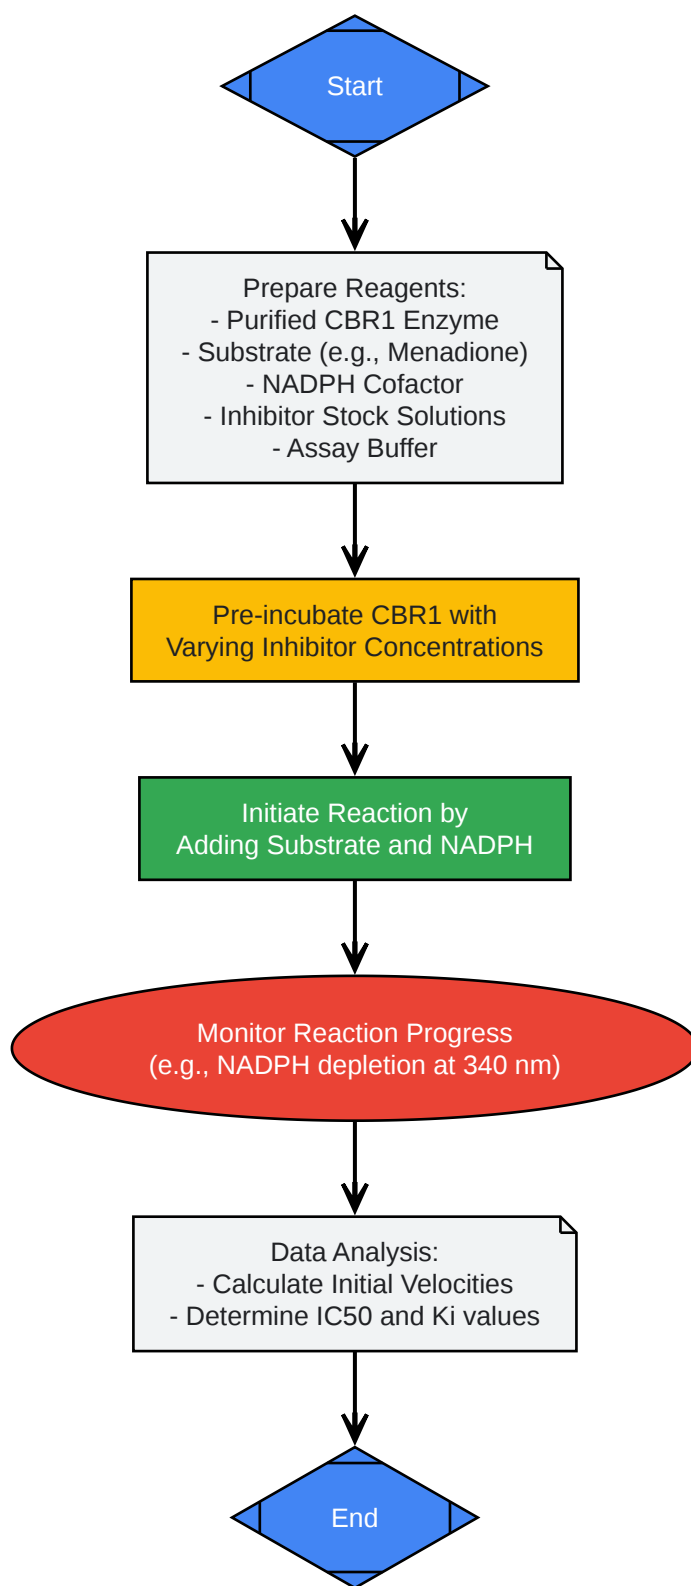 Start
Prepare Reagents:
- Purified CBR1 Enzyme
- Substrate (e.g., Menadione)
- NADPH Cofactor
- Inhibitor Stock Solutions
- Assay Buffer
Pre-incubate CBR1 with
Varying Inhibitor Concentrations
Initiate Reaction by
Adding Substrate and NADPH
Monitor Reaction Progress
(e.g., NADPH depletion at 340 nm)
Data Analysis:
- Calculate Initial Velocities
- Determine IC50 and Ki values
End